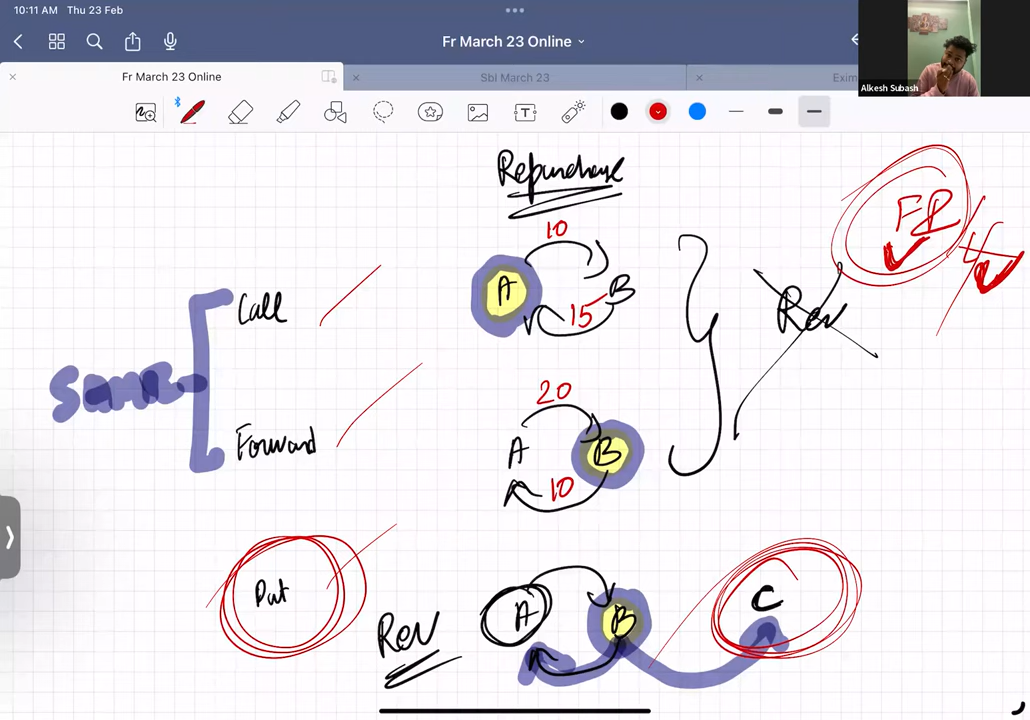 10:11 AM Thu 23 Feb
Fr March 23 Online
Fr March 23 Online
Sbi March 23
Exim
Alkesh Subash
Repurchase
10
Call
A
B
15
Rev
same
20
Forward
A
B
10
Put
Rev
A
B
C